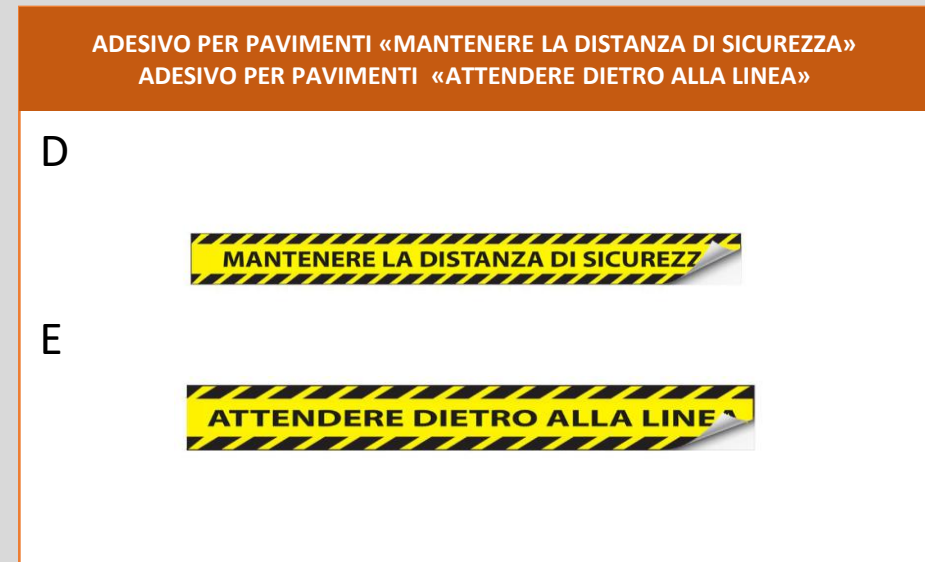 ADESIVO PER PAVIMENTI «MANTENERE LA DISTANZA DI SICUREZZA»
ADESIVO PER PAVIMENTI «ATTENDERE DIETRO ALLA LINEA»
D
MANTENERE LA DISTANZA DI SICUREZZ
E
ATTENDERE DIETRO ALLA LINEA